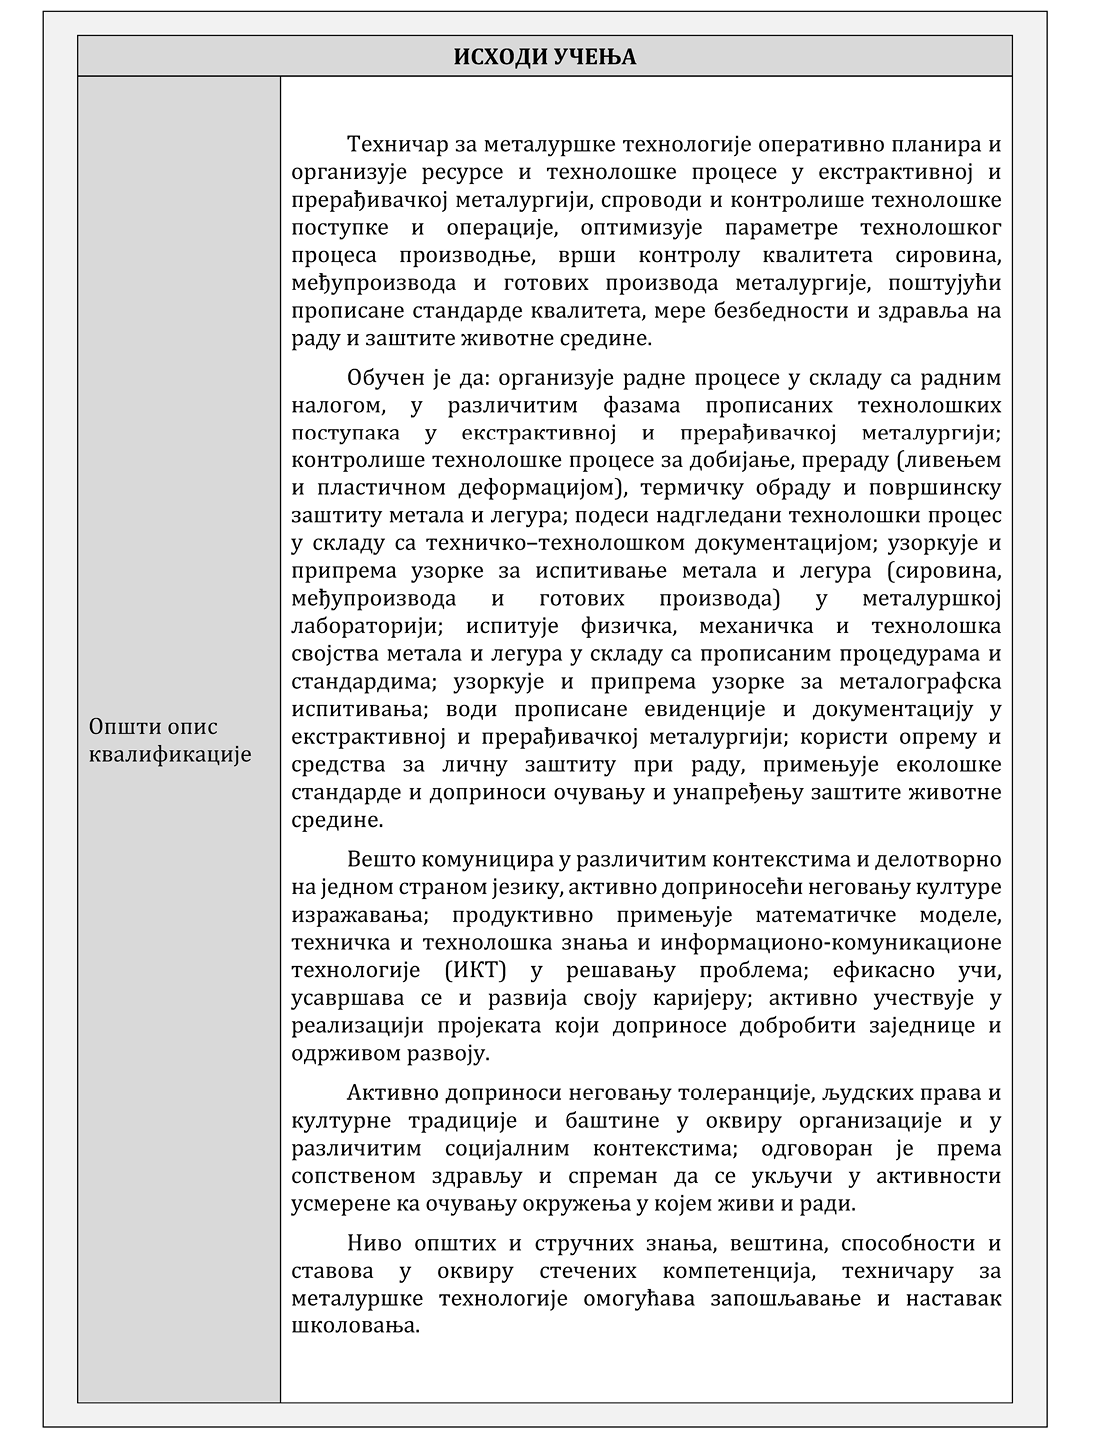 ИСХОДИ УЧЕЊА
Општи опис
квалификације
Техничар за металуршке технологије оперативно планира и
организује ресурсе и технолошке процесе у екстрактивној и
прерађивачкој металургији, спроводи и контролише технолошке
поступке и операције, оптимизује параметре технолошког
процеса производње, врши контролу квалитета сировина,
међупроизвода и готових производа металургије, поштујући
прописане стандарде квалитета, мере безбедности и здравља на
раду и заштите животне средине.
Обучен је да: организује радне процесе у складу са радним
налогом, у различитим фазама прописаних технолошких
поступака у екстрактивној и прерађивачкој металургији;
контролише технолошке процесе за добијање, прераду (ливењем
и пластичном деформацијом), термичку обраду и површинску
заштиту метала и легура; подеси надгледани технолошки процес
у складу са техничко–технолошком документацијом; узоркује и
припрема узорке за испитивање метала и легура (сировина,
међупроизвода и готових производа) у металуршкој
лабораторији; испитује физичка, механичка и технолошка
својства метала и легура у складу са прописаним процедурама и
стандардима; узоркује и припрема узорке за металографска
испитивања; води прописане евиденције и документацију у
екстрактивној и прерађивачкој металургији; користи опрему и
средства за личну заштиту при раду, примењује еколошке
стандарде и доприноси очувању и унапређењу заштите животне
средине.
Вешто комуницира у различитим контекстима и делотворно
на једном страном језику, активно доприносећи неговању културе
изражавања; продуктивно примењује математичке моделе,
техничка и технолошка знања и информационо-комуникационе
технологије (ИКТ) у решавању проблема; ефикасно учи,
усавршава се и развија своју каријеру; активно учествује у
реализацији пројеката који доприносе добробити заједнице и
одрживом развоју.
Активно доприноси неговању толеранције, људских права и
културне традиције и баштине у оквиру организације и у
различитим социјалним контекстима; одговоран је према
сопственом здрављу и спреман да се укључи у активности
усмерене ка очувању окружења у којем живи и ради.
Ниво општих и стручних знања, вештина, способности и
ставова у оквиру стечених компетенција, техничару за
металуршке технологије омогућава запошљавање и наставак
школовања.